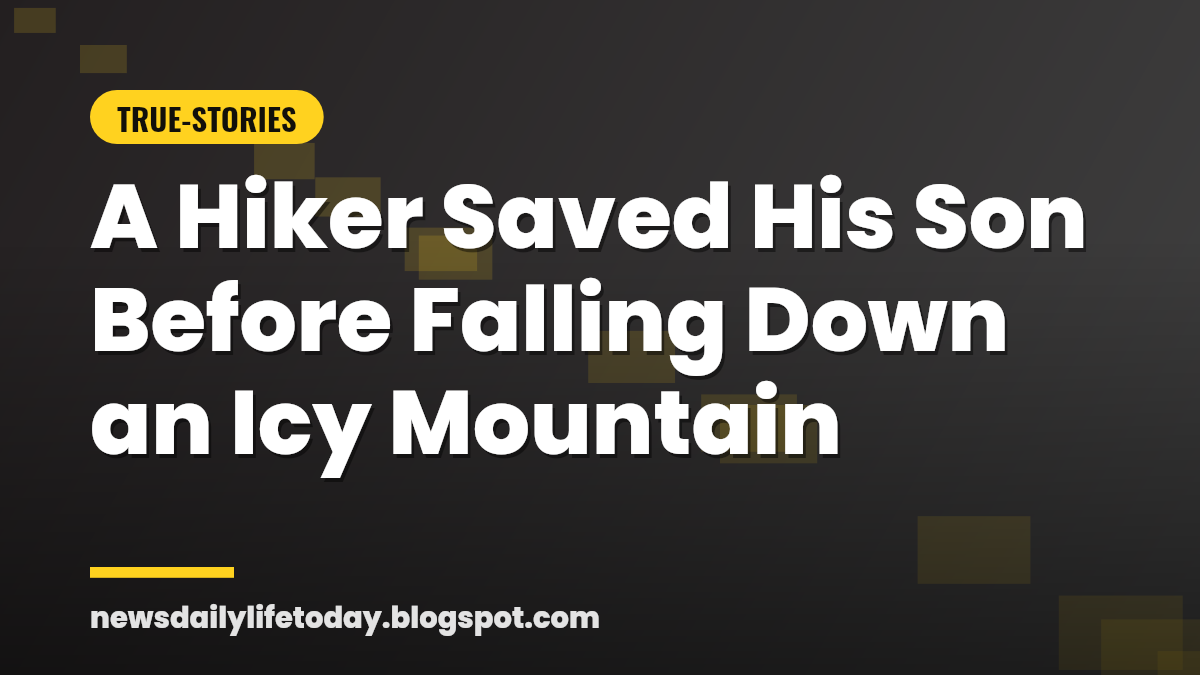 TRUE-STORIES
A Hiker Saved His Son
Before Falling Down
an Icy Mountain
newsdailylifetoday.blogspot.com